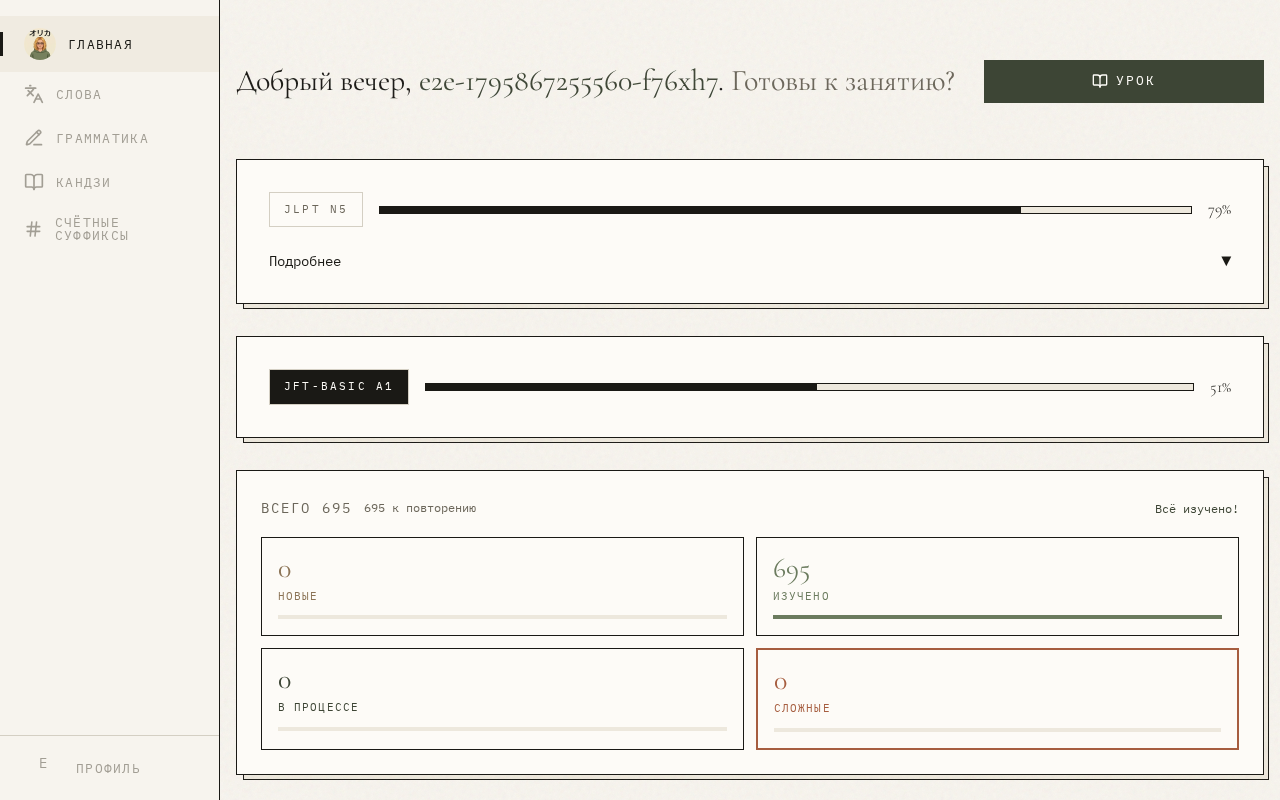 オリカ
ГЛАВНАЯ
СЛОВА
ГРАММАТИКА
КАНДЗИ
СЧЁТНЫЕ
СУФФИКСЫ
E
ПРОФИЛЬ
Добрый вечер, e2e-1795867255560-f76xh7. Готовы к занятию?
УРОК
JLPT N5
79%
Подробнее ▼
JFT-BASIC A1
51%
ВСЕГО 695 695 к повторению
Всё изучено!
0
НОВЫЕ
695
ИЗУЧЕНО
0
В ПРОЦЕССЕ
0
СЛОЖНЫЕ